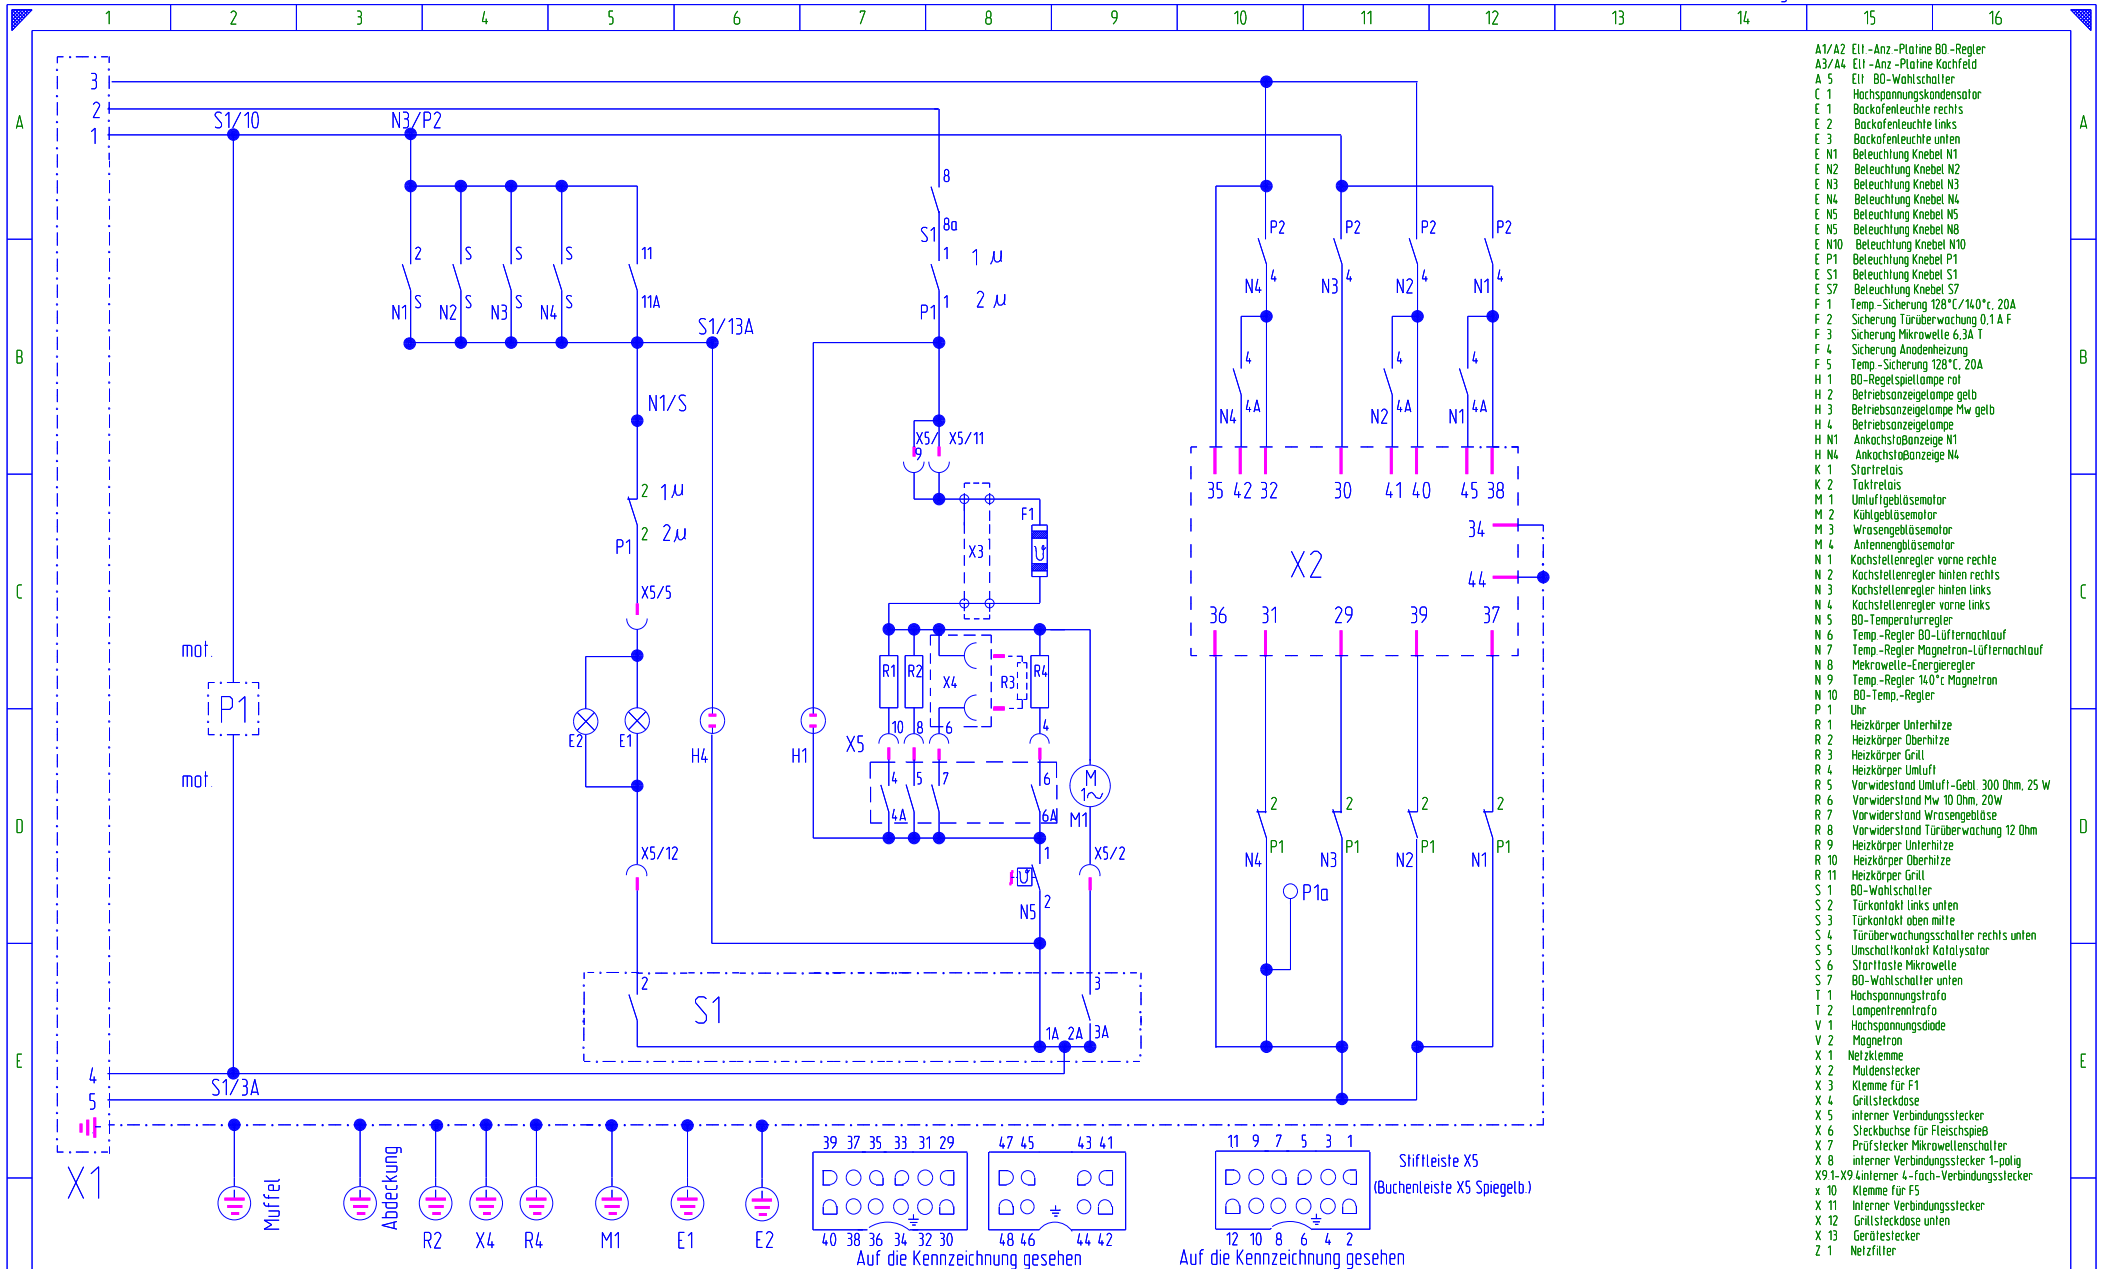 1 2 3 4 5 6 7 8 9 10 11 12 13 14 15 16
A
B
C
D
E
A
B
C
D
E
3
2
1
S1/10
N3/P2
2 S S S 11
S S S S 11A
N1 N2 N3 N4
S1/13A
N1/S
2 1µ
2 2µ
P1
X5/5
mot.
P1
mot.
E2 E1
H4
H1
X5/12
8
8a
S1
1 1 µ
1 2 µ
P1
X5/ X5/11
9
F1
X3
R1 R2 X4 R3 R4
10 8 6 4
X5
4 5 7 6
4A 6A
M
1~
M1
1
X5/2
2
N5
2
S1
3
1A 2A 3A
P2 P2 P2 P2
4 4 4 4
N4 N3 N2 N1
4 4 4
4A 4A 4A
N4 N2 N1
35 42 32 30 41 40 45 38
34
X2
44
36 31 29 39 37
2 2 2 2
P1 P1 P1 P1
N4 N3 N2 N1
P1a
4
S1/3A
5
X1
Muffel
Abdeckung
R2 X4 R4 M1 E1 E2
39 37 35 33 31 29
40 38 36 34 32 30
47 45 43 41
48 46 44 42
Auf die Kennzeichnung gesehen
11 9 7 5 3 1
12 10 8 6 4 2
Stiftleiste X5
(Buchenleiste X5 Spiegelb.)
Auf die Kennzeichnung gesehen
A1/A2 Elt -Anz -Platine BO -Regler
A3/A4 Elt -Anz -Platine Kochfeld
A 5 Elt BO-Wahlschalter
C 1 Hochspannungskondensator
E 1 Backofenleuchte rechts
E 2 Backofenleuchte links
E 3 Backofenleuchte unten
E N1 Beleuchtung Knebel N1
E N2 Beleuchtung Knebel N2
E N3 Beleuchtung Knebel N3
E N4 Beleuchtung Knebel N4
E N5 Beleuchtung Knebel N5
E N5 Beleuchtung Knebel N8
E N10 Beleuchtung Knebel N10
E P1 Beleuchtung Knebel P1
E S1 Beleuchtung Knebel S1
E S7 Beleuchtung Knebel S7
F 1 Temp.-Sicherung 128°C/140°c, 20A
F 2 Sicherung Türüberwachung 0,1 A F
F 3 Sicherung Mikrowelle 6,3A T
F 4 Sicherung Anodenheizung
F 5 Temp.-Sicherung 128°C, 20A
H 1 BO-Regelspiellampe rot
H 2 Betriebsanzeigelampe gelb
H 3 Betriebsanzeigelampe Mw gelb
H 4 Betriebsanzeigelampe
H N1 Ankochstoßanzeige N1
H N4 Ankochstoßanzeige N4
K 1 Startrelais
K 2 Taktrelais
M 1 Umluftgebläsemotor
M 2 Kühlgebläsemotor
M 3 Wrasengebläsemotor
M 4 Antennengbläsemotor
N 1 Kochstellenregler vorne rechte
N 2 Kochstellenregler hinten rechts
N 3 Kochstellenregler hinten links
N 4 Kochstellenregler vorne links
N 5 BO-Temperaturregler
N 6 Temp.-Regler BO-Lüfternachlauf
N 7 Temp.-Regler Magnetron-Lüfternachlauf
N 8 Mekrowelle-Energieregler
N 9 Temp.-Regler 140°c Magnetron
N 10 BO-Temp.-Regler
P 1 Uhr
R 1 Heizkörper Unterhitze
R 2 Heizkörper Oberhitze
R 3 Heizkörper Grill
R 4 Heizkörper Umluft
R 5 Vorwidestand Umluft-Gebl. 300 Ohm, 25 W
R 6 Vorwiderstand Mw 10 Ohm, 20W
R 7 Vorwiderstand Wrasengebläse
R 8 Vorwiderstand Türüberwachung 12 Ohm
R 9 Heizkörper Unterhitze
R 10 Heizkörper Oberhitze
R 11 Heizkörper Grill
S 1 BO-Wahlschalter
S 2 Türkontakt links unten
S 3 Türkontakt oben mitte
S 4 Türüberwachungsschalter rechts unten
S 5 Umschaltkontakt Katalysator
S 6 Starttaste Mikrowelle
S 7 BO-Wahlschalter unten
T 1 Hochspannungstrafo
T 2 Lampentrenntrafo
V 1 Hochspannungsdiode
V 2 Magnetron
X 1 Netzklemme
X 2 Muldenstecker
X 3 Klemme für F1
X 4 Grillsteckdose
X 5 interner Verbindungsstecker
X 6 Steckbuchse für Fleischspieß
X 7 Prüfstecker Mikrowellenschalter
X 8 interner Verbindungsstecker 1-polig
X9.1-X9.4interner 4-fach-Verbindungsstecker
x 10 Klemme für F5
X 11 Interner Verbindungsstecker
X 12 Grillsteckdose unten
X 13 Gerätestecker
Z 1 Netzfilter